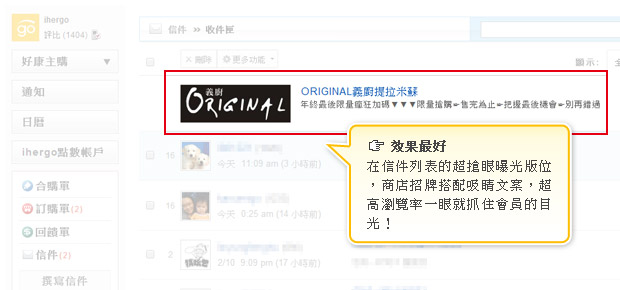 ihergo
評比 (1404)
信件 » 收件匣
好康主購 ▼
通知
日曆
ihergo點數帳戶
合購單
訂購單(2)
回饋單
信件(2)
撰寫信件
× 刪除
更多功能
顯示:
義廚
ORIGINAL
ORIGINAL義廚提拉米蘇
年終最後限量瘋狂加碼▼▼▼限量搶購☛售完為止☛把握最後機會☛別再錯過
16
今天 11:09 am (3 小時前)
14
今天 0:25 am (14 小時前)
2
2/10 9:09 pm (17 小時前)
☞ 效果最好
在信件列表的超搶眼曝光版位
，商店招牌搭配吸睛文案，超
高瀏覽率一眼就抓住會員的目
光！